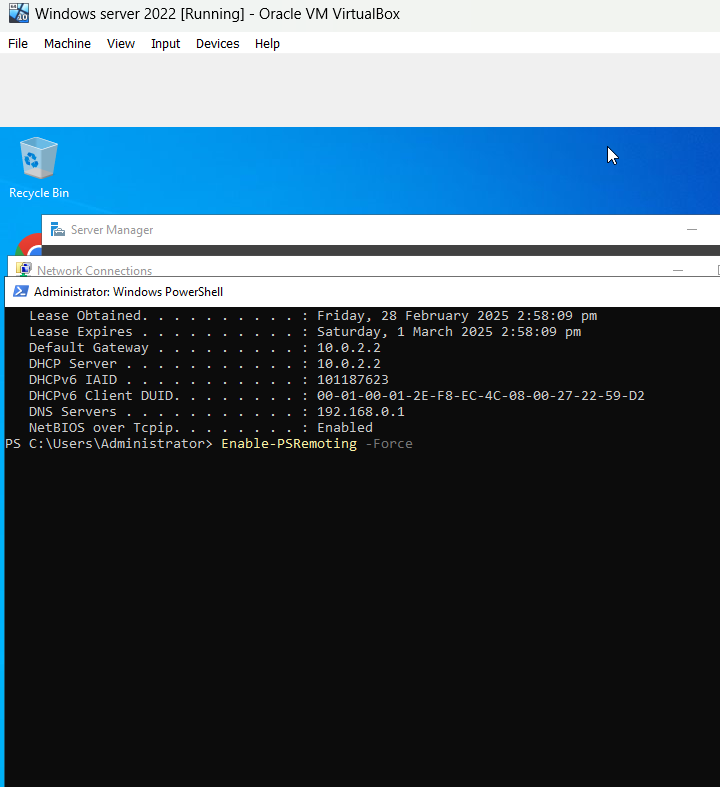 Windows server 2022 [Running] - Oracle VM VirtualBox
File Machine View Input Devices Help
Recycle Bin
Server Manager
Network Connections
Administrator: Windows PowerShell
Lease Obtained. . . . . . . . . . : Friday, 28 February 2025 2:58:09 pm
Lease Expires . . . . . . . . . . : Saturday, 1 March 2025 2:58:09 pm
Default Gateway . . . . . . . . . : 10.0.2.2
DHCP Server . . . . . . . . . . . : 10.0.2.2
DHCPv6 IAID . . . . . . . . . . . : 101187623
DHCPv6 Client DUID. . . . . . . . : 00-01-00-01-2E-F8-EC-4C-08-00-27-22-59-D2
DNS Servers . . . . . . . . . . . : 192.168.0.1
NetBIOS over Tcpip. . . . . . . . : Enabled
PS C:\Users\Administrator> Enable-PSRemoting -Force